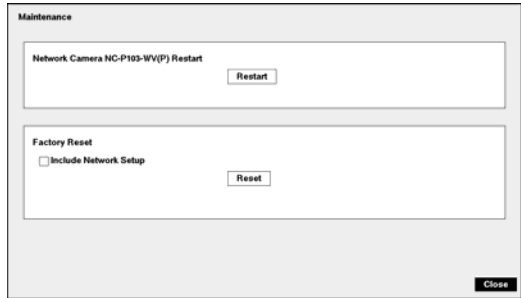 Maintenance
Network Camera NC-P103-WV(P) Restart
Restart
Factory Reset
Include Network Setup
Reset
Close